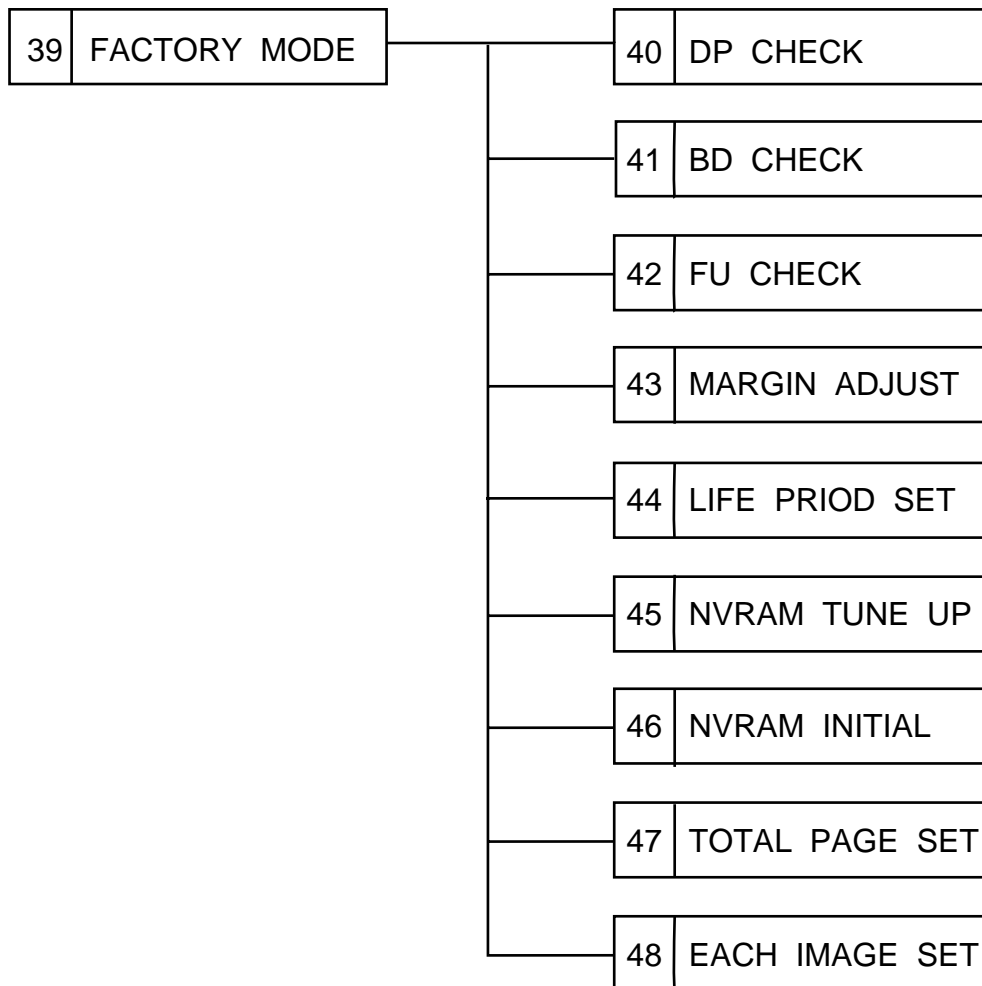 39 FACTORY MODE
40 DP CHECK
41 BD CHECK
42 FU CHECK
43 MARGIN ADJUST
44 LIFE PRIOD SET
45 NVRAM TUNE UP
46 NVRAM INITIAL
47 TOTAL PAGE SET
48 EACH IMAGE SET